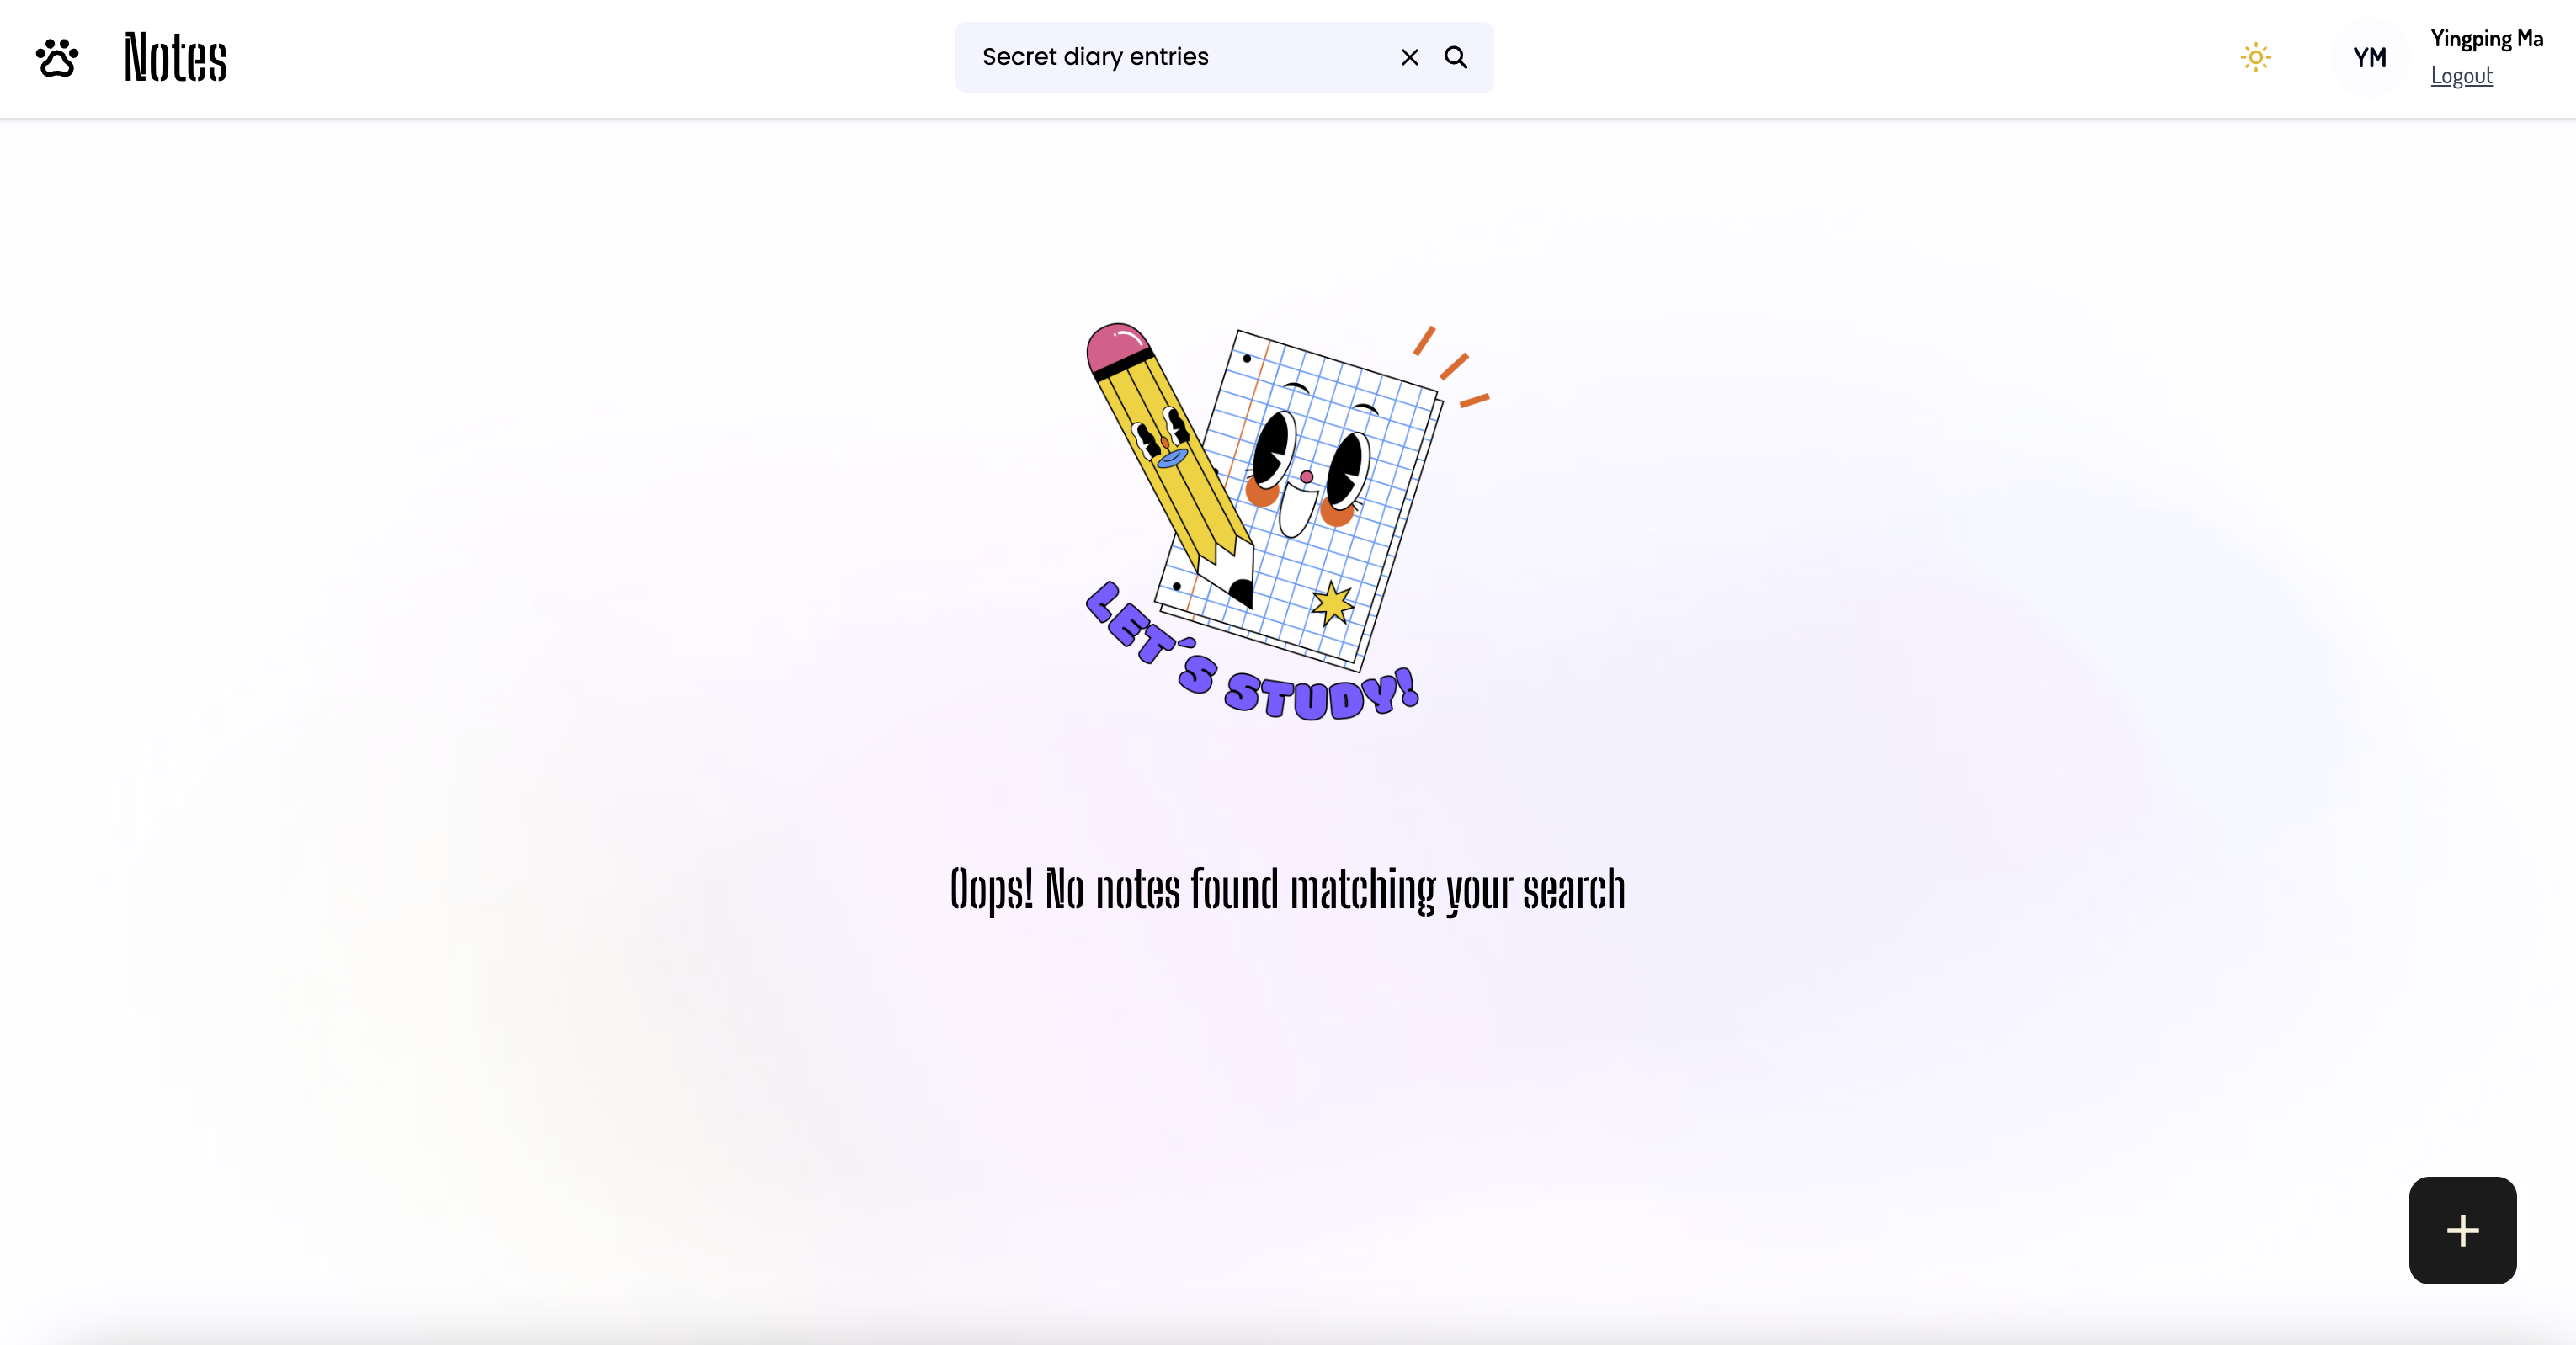 Notes
Secret diary entries
YM
Yingping Ma
Logout
LET´S STUDY!
Oops! No notes found matching your search